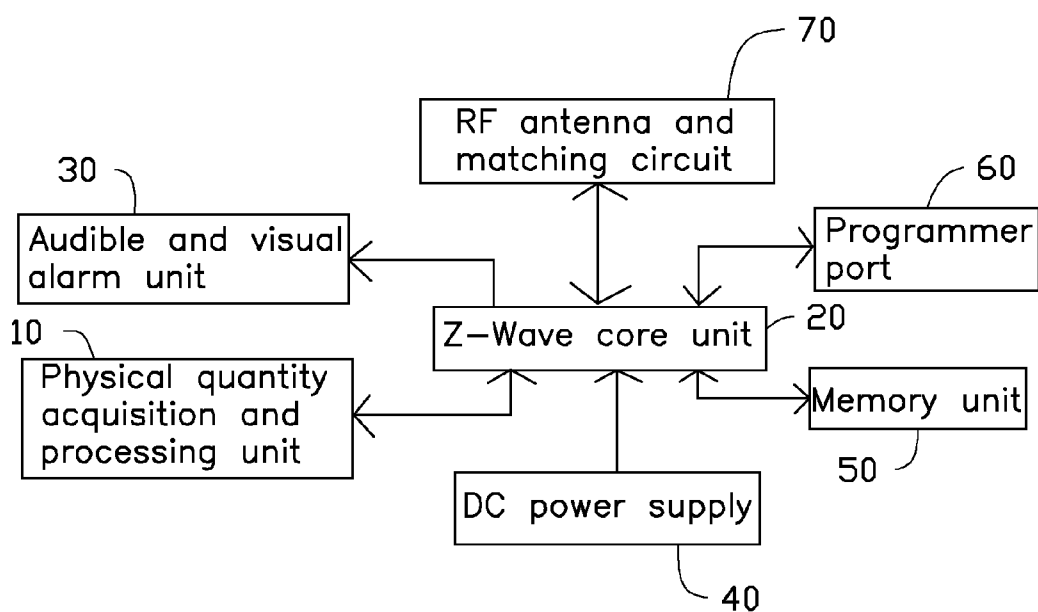 70
RF antenna and
matching circuit
30
60
Audible and visual
alarm unit
Programmer
port
10
Z-Wave core unit
20
Physical quantity
acquisition and
processing unit
Memory unit
50
DC power supply
40